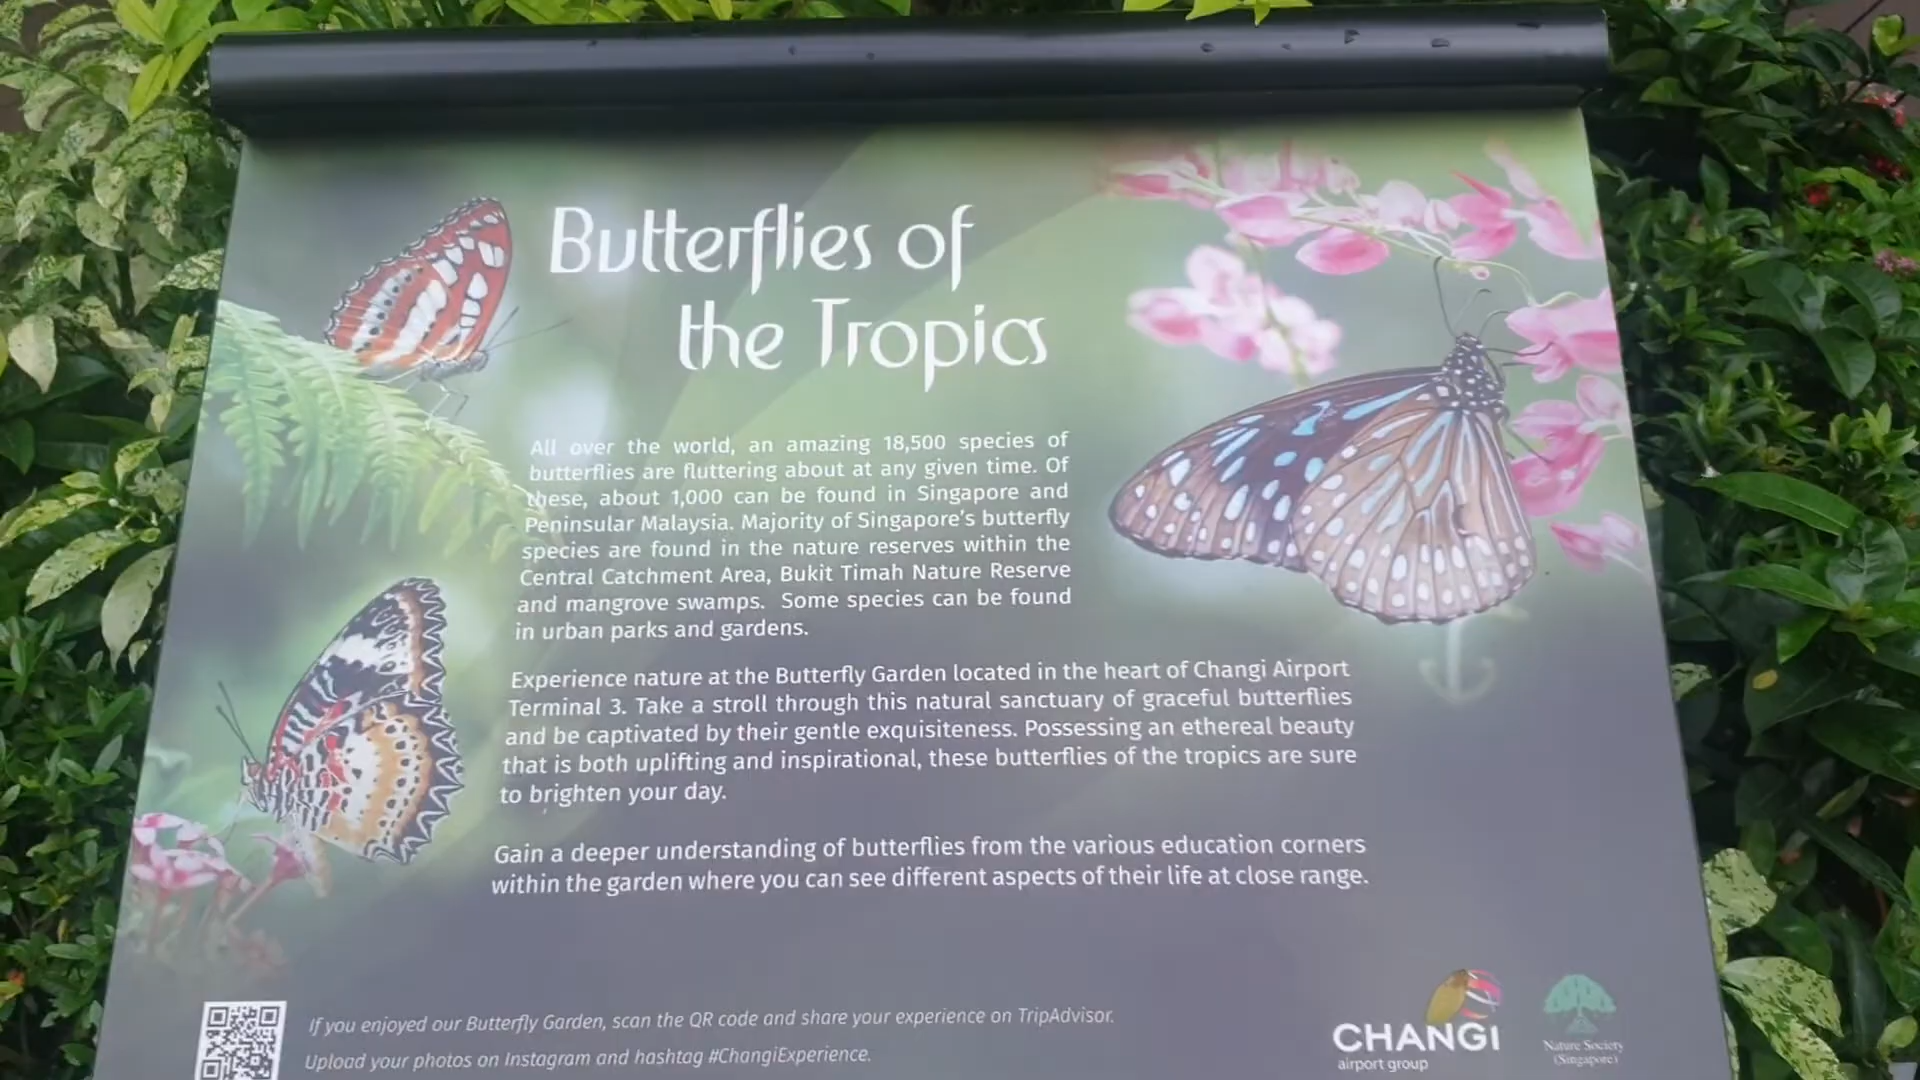 Butterflies of
the Tropics
All over the world, an amazing 18,500 species of
butterflies are fluttering about at any given time. Of
these, about 1,000 can be found in Singapore and
Peninsular Malaysia. Majority of Singapore's butterfly
species are found in the nature reserves within the
Central Catchment Area, Bukit Timah Nature Reserve
and mangrove swamps. Some species can be found
in urban parks and gardens.
Experience nature at the Butterfly Garden located in the heart of Changi Airport
Terminal 3. Take a stroll through this natural sanctuary of graceful butterflies
and be captivated by their gentle exquisiteness. Possessing an ethereal beauty
that is both uplifting and inspirational, these butterflies of the tropics are sure
to brighten your day.
Gain a deeper understanding of butterflies from the various education corners
within the garden where you can see different aspects of their life at close range.
If you enjoyed our Butterfly Garden, scan the QR code and share your experience on TripAdvisor.
Upload your photos on Instagram and hashtag #ChangiExperience.
CHANGI
airport group
Nature Society
(Singapore)